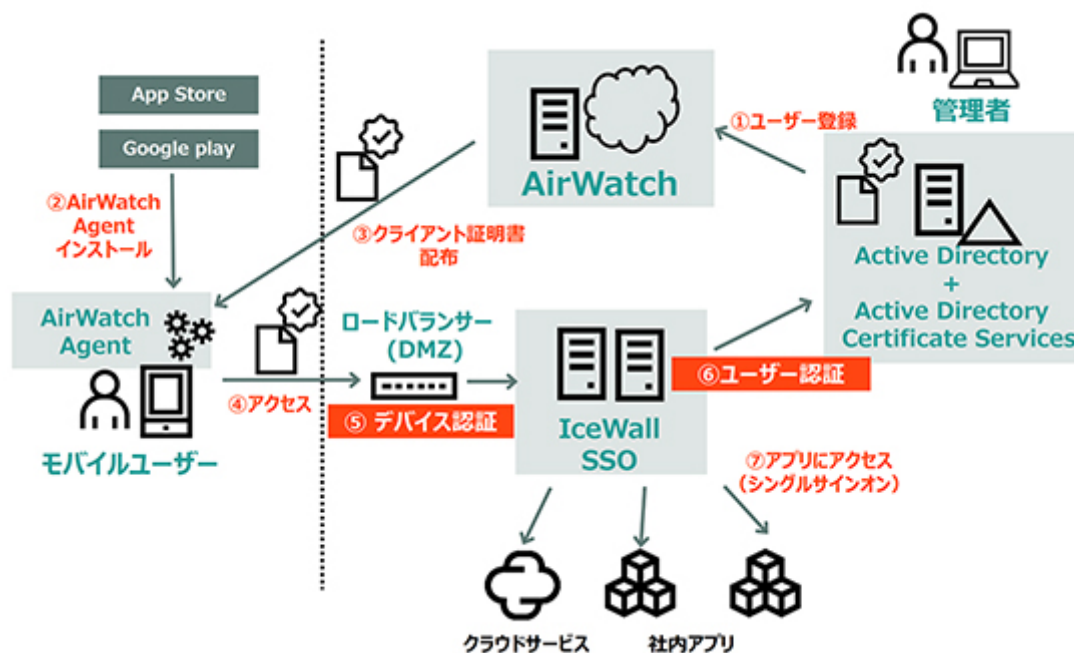 App Store
Google play
②AirWatch
Agent
インストール
AirWatch
Agent
モバイルユーザー
AirWatch
①ユーザー登録
管理者
③クライアント証明書
配布
Active Directory
+
Active Directory
Certificate Services
ロードバランサー
(DMZ)
④アクセス
⑤ デバイス認証
IceWall
SSO
⑥ユーザー認証
⑦アプリにアクセス
(シングルサインオン)
クラウドサービス
社内アプリ